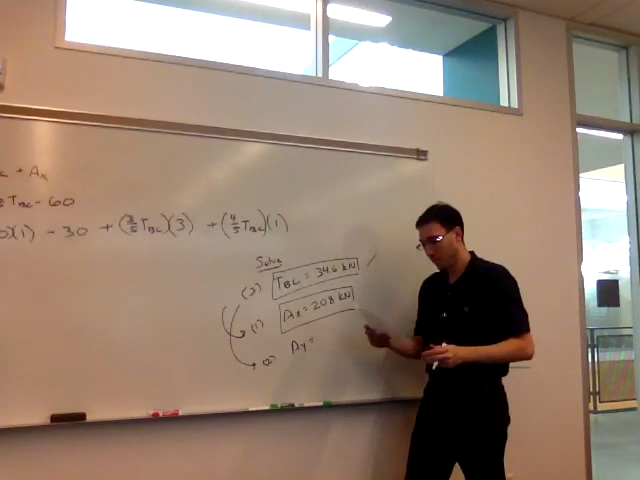 + Ax
TBC - 60
)(1) - 30 + (3/5 TBC)(3) + (4/5 TBC)(1)
Solve
(3) TBC = 34.6 kN
(1) Ax = 20.8 kN
(2) Ay =